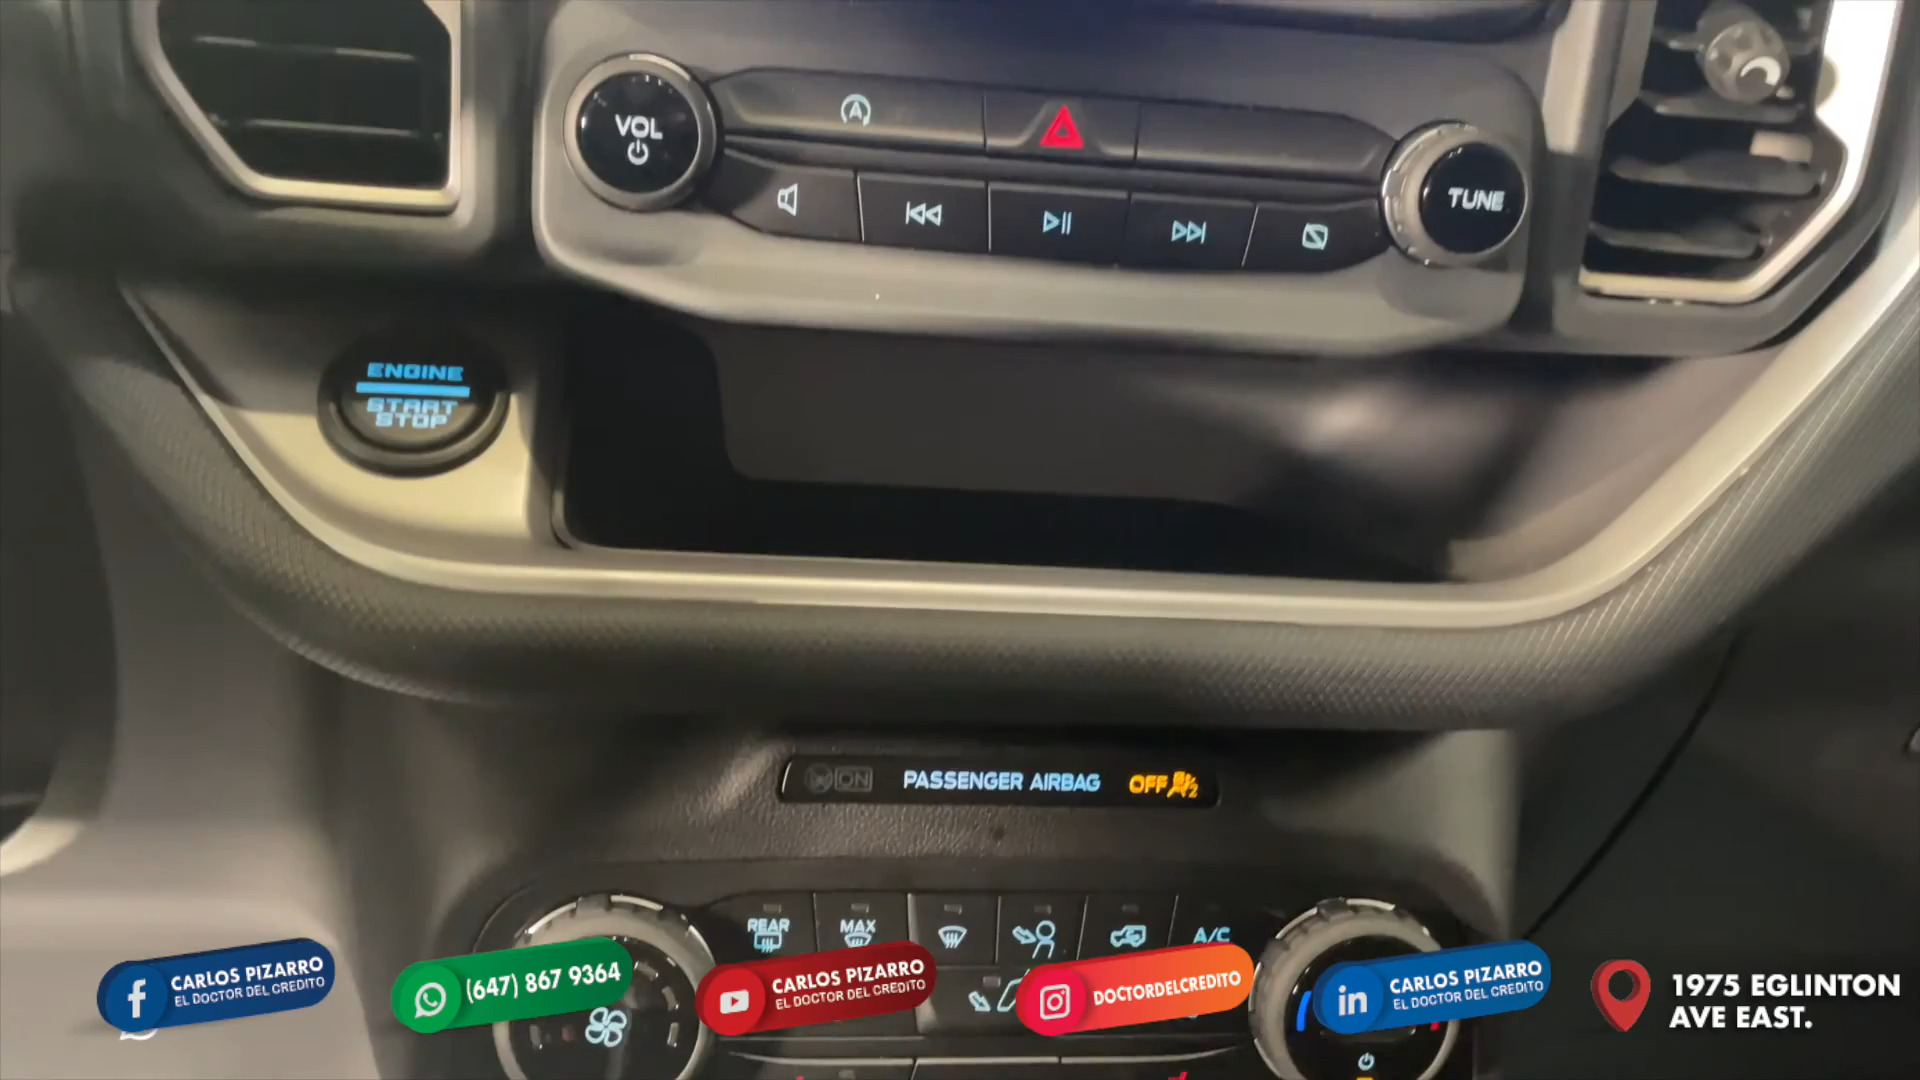 VOL
TUNE
ENGINE
START
STOP
ON
PASSENGER AIRBAG
OFF
2
REAR
MAX
A/C
CARLOS PIZARRO
EL DOCTOR DEL CREDITO
(647) 867 9364
CARLOS PIZARRO
EL DOCTOR DEL CREDITO
DOCTORDELCREDITO
CARLOS PIZARRO
EL DOCTOR DEL CREDITO
1975 EGLINTON
AVE EAST.